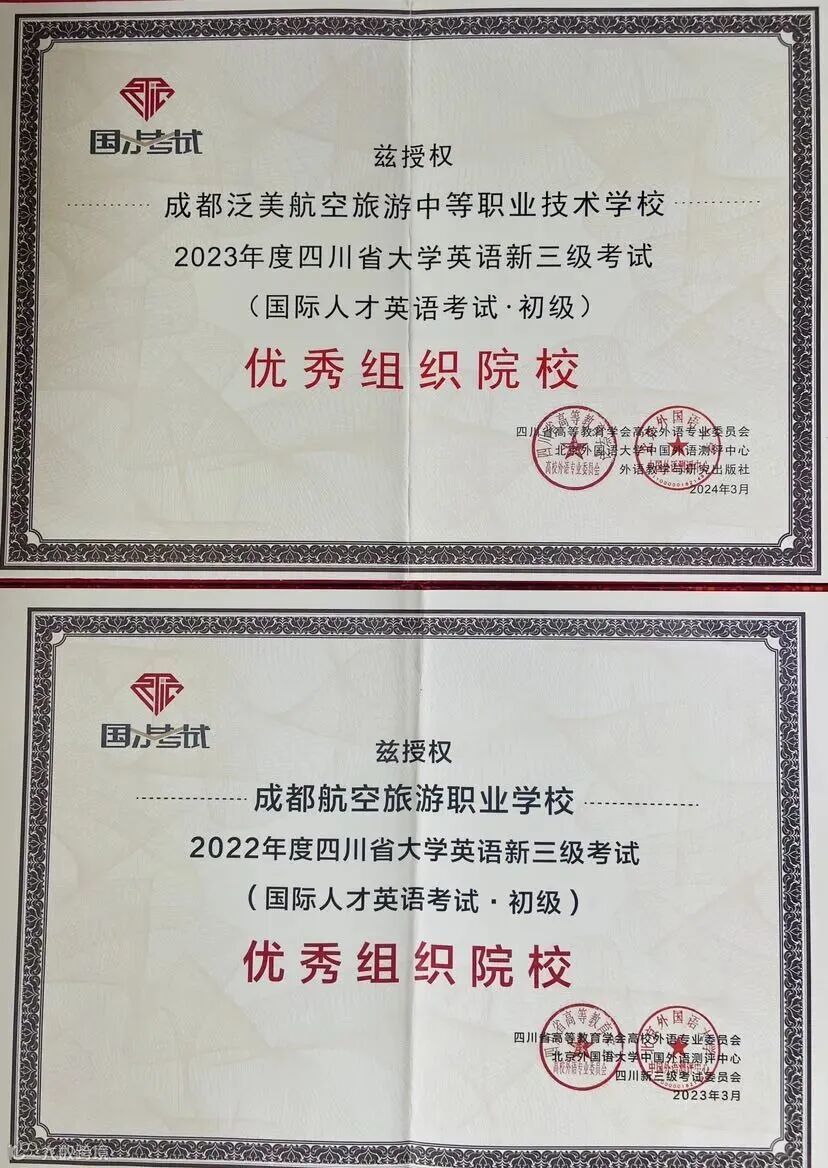 国才考试
兹授权
成都泛美航空旅游中等职业技术学校
2023年度四川省大学英语新三级考试
（国际人才英语考试·初级）
优秀组织院校
四川省高等教育学会高校外语专业委员会
北京外国语大学中国外语测评中心
外语教学与研究出版社
2024年3月
国才考试
兹授权
成都航空旅游职业学校
2022年度四川省大学英语新三级考试
（国际人才英语考试·初级）
优秀组织院校
四川省高等教育学会高校外语专业委员会
北京外国语大学中国外语测评中心
四川新三级考试委员会
2023年3月